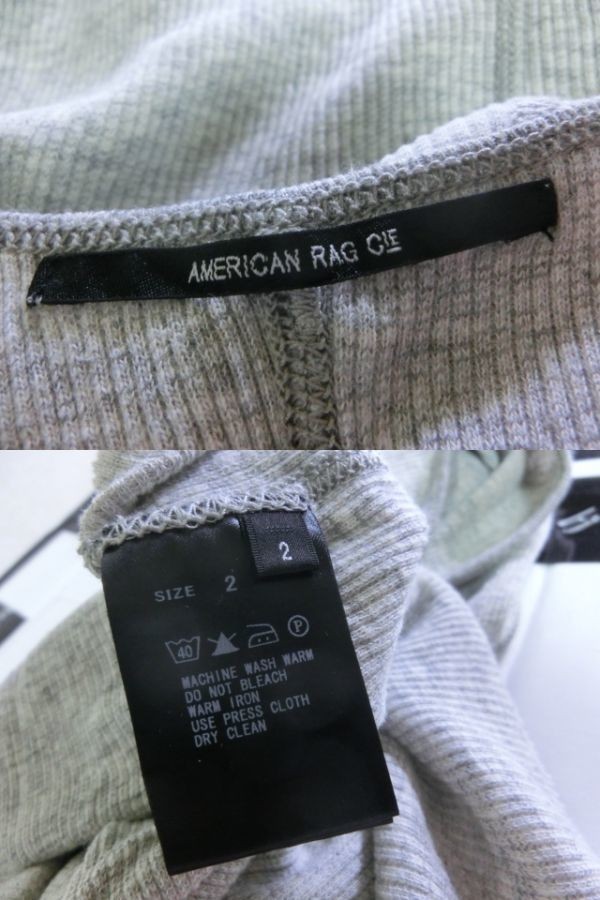 AMERICAN RAG CIE
2
SIZE 2
40 P
MACHINE WASH WARM
DO NOT BLEACH
WARM IRON
USE PRESS CLOTH
DRY CLEAN